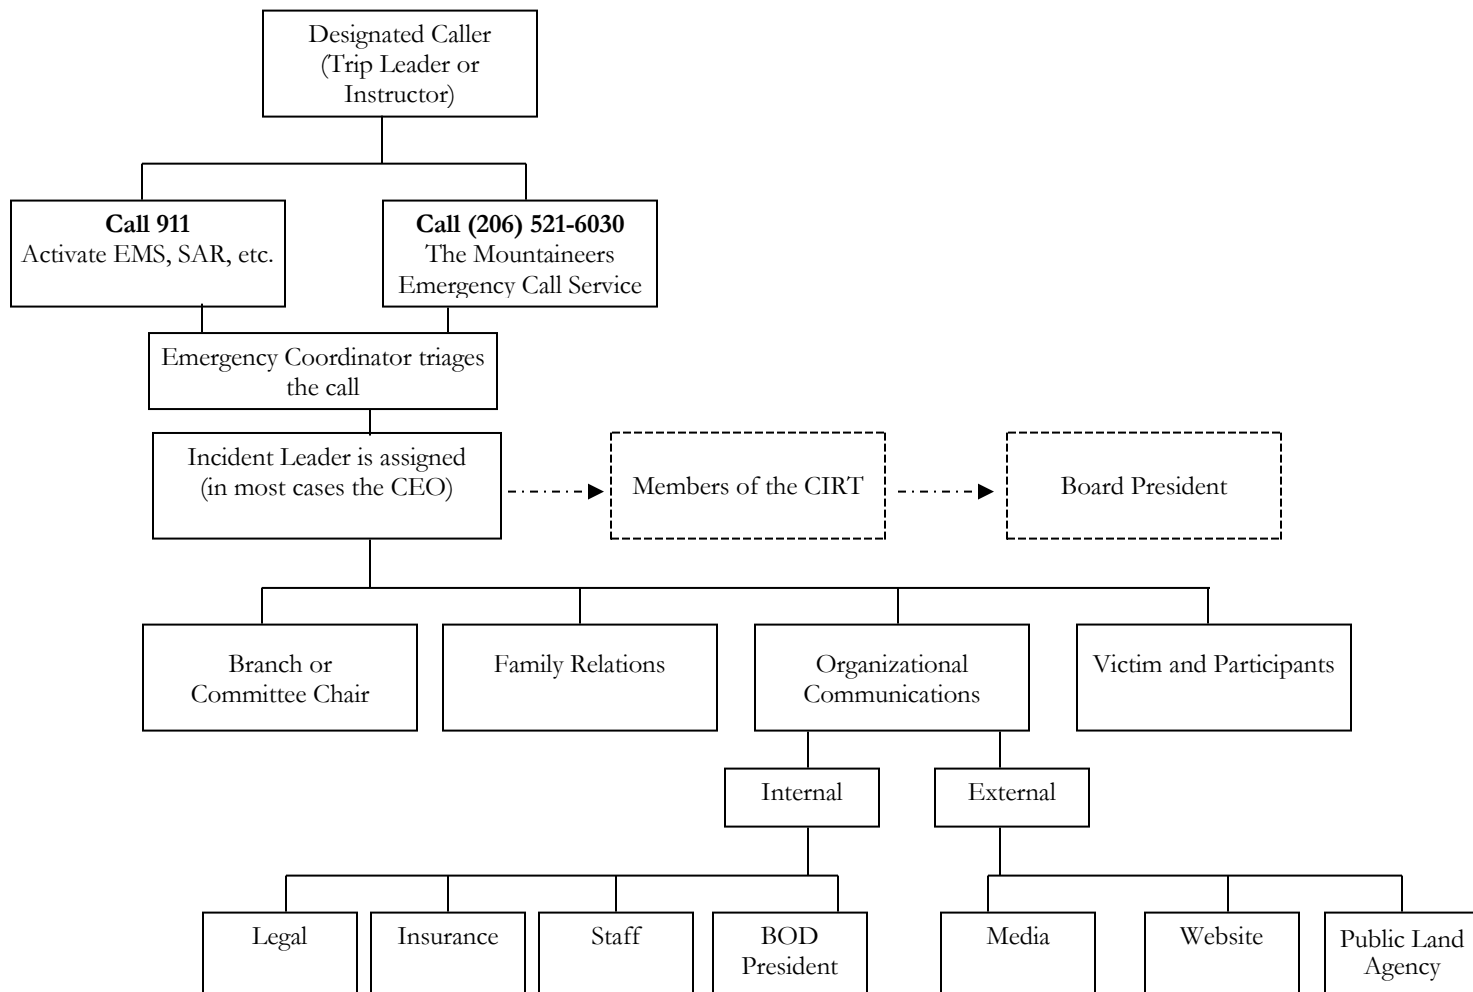 Designated Caller
(Trip Leader or
Instructor)
Call 911
Activate EMS, SAR, etc.
Call (206) 521-6030
The Mountaineers
Emergency Call Service
Emergency Coordinator triages
the call
Incident Leader is assigned
(in most cases the CEO)
Members of the CIRT
Board President
Branch or
Committee Chair
Family Relations
Organizational
Communications
Victim and Participants
Internal
External
Legal
Insurance
Staff
BOD
President
Media
Website
Public Land
Agency